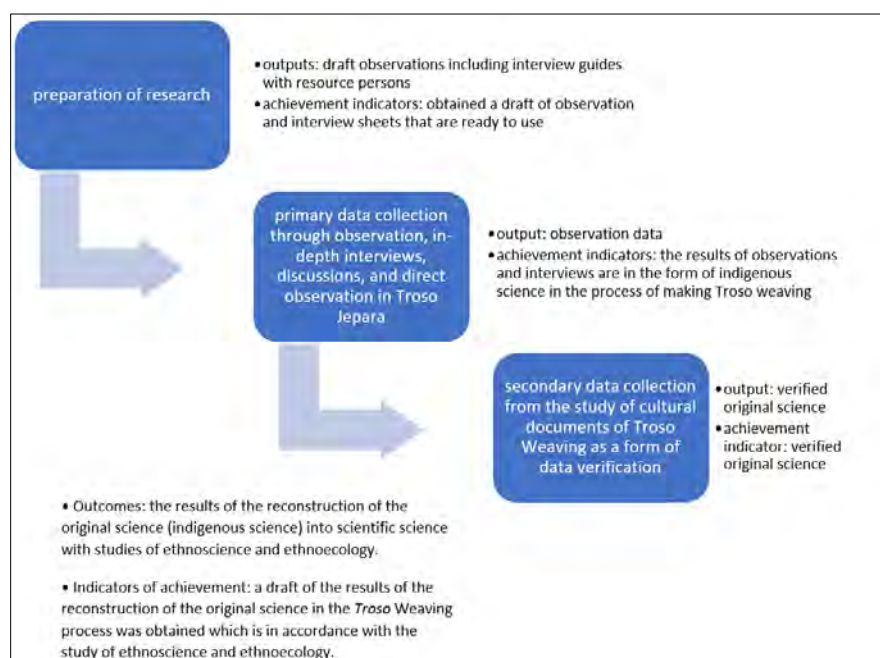 preparation of research
•outputs: draft observations including interview guides
with resource persons
•achievement indicators: obtained a draft of observation
and interview sheets that are ready to use
primary data collection
through observation, in-
depth interviews,
discussions, and direct
observation in Troso
Jepara
•output: observation data
•achievement indicators: the results of observations
and interviews are in the form of indigenous
science in the process of making Troso weaving
secondary data collection
from the study of cultural
documents of Troso
Weaving as a form of
data verification
•output: verified
original science
•achievement
indicator: verified
original science
• Outcomes: the results of the reconstruction of the
original science (indigenous science) into scientific science
with studies of ethnoscience and ethnoecology.
• Indicators of achievement: a draft of the results of the
reconstruction of the original science in the Troso Weaving
process was obtained which is in accordance with the
study of ethnoscience and ethnoecology.